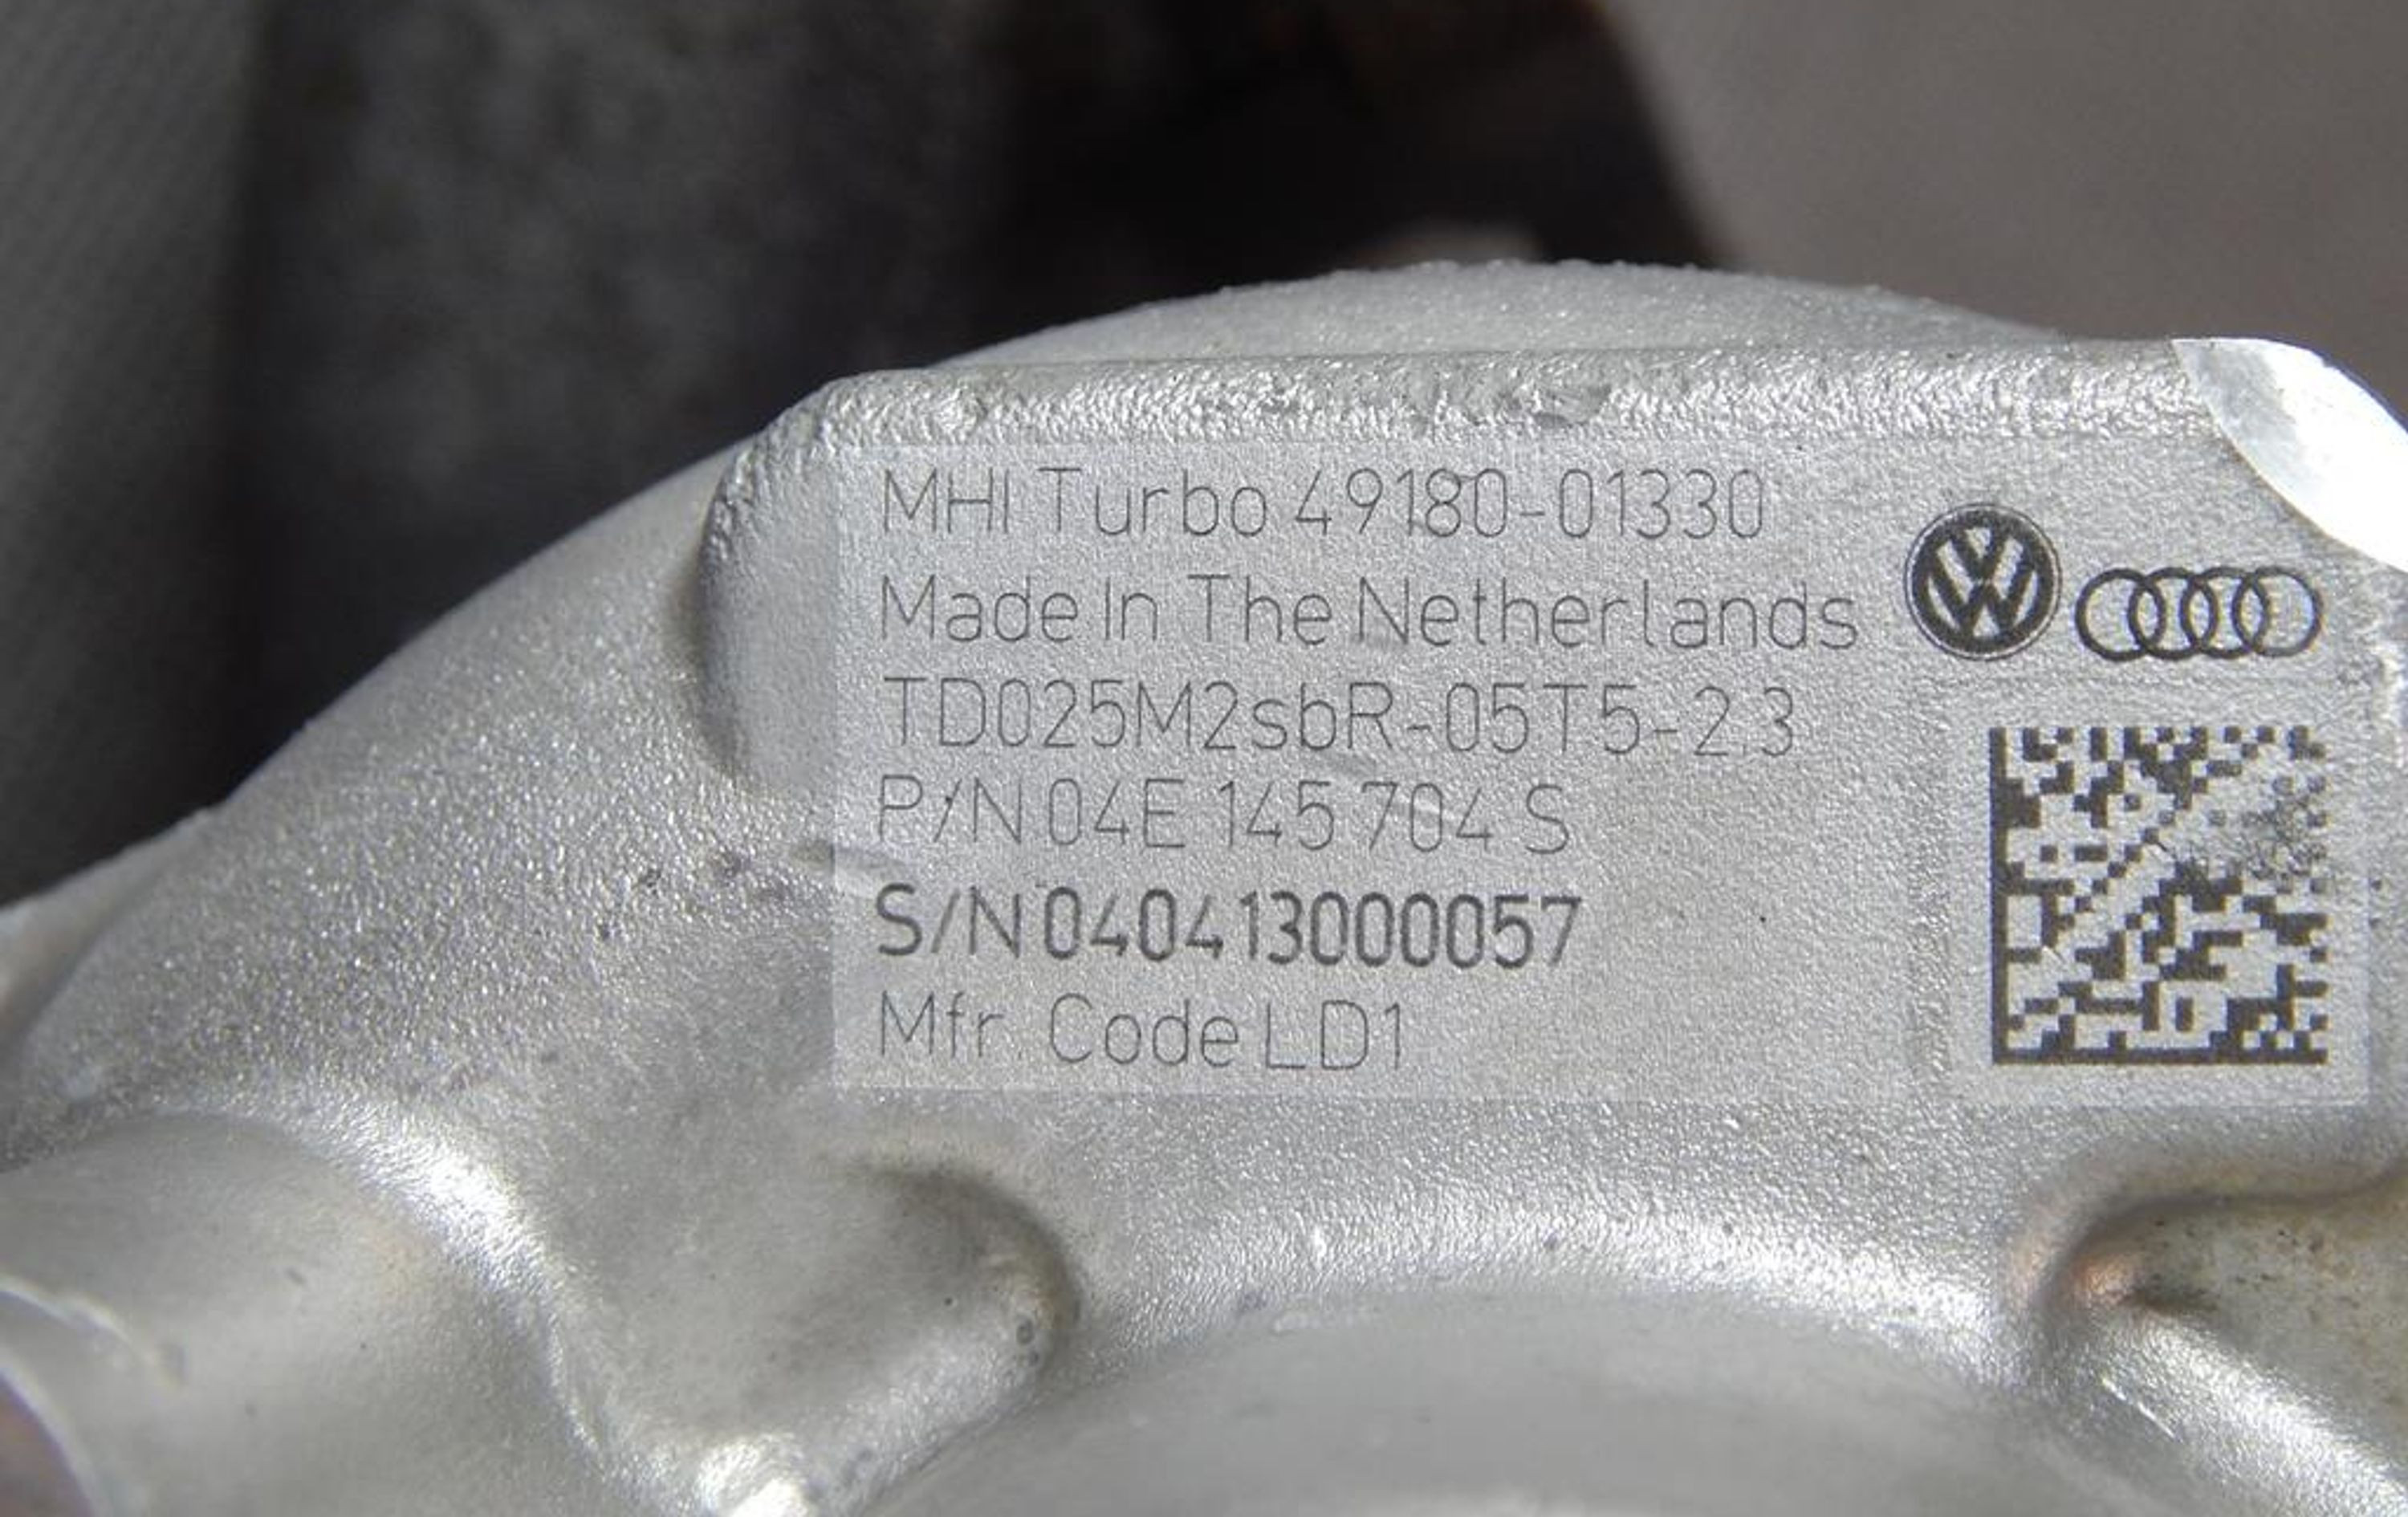 MHI Turbo 49180-01330
Made In The Netherlands
TD025M2sbR-05T5-2.3
P/N 04E 145 704 S
S/N 040413000057
Mfr. Code LD1